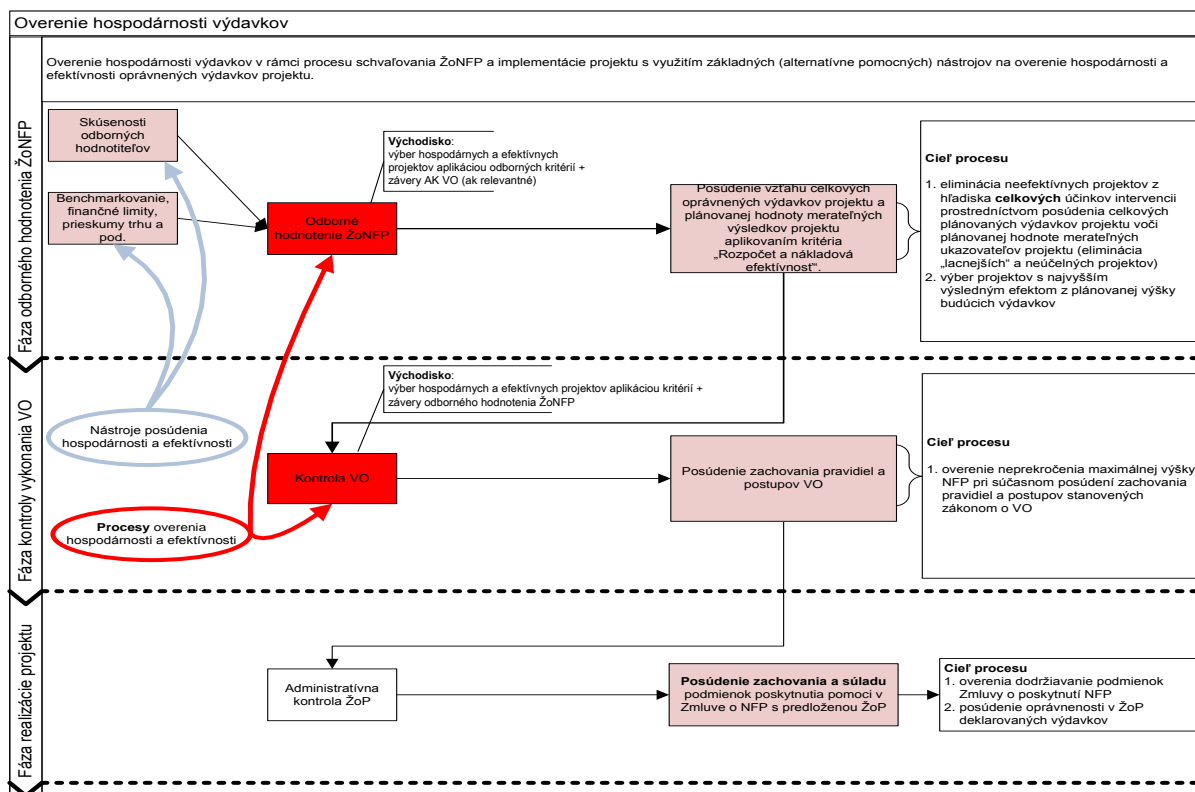 Overenie hospodárnosti výdavkov
Overenie hospodárnosti výdavkov v rámci procesu schvaľovania ŽoNFP a implementácie projektu s využitím základných (alternatívne pomocných) nástrojov na overenie hospodárnosti a
efektívnosti oprávnených výdavkov projektu.
Fáza odborného hodnotenia ŽoNFP
Skúsenosti
odborných
hodnotiteľov
Benchmarkovanie,
finančné limity,
prieskumy trhu a
pod.
Východisko:
výber hospodárnych a efektívnych
projektov aplikáciou odborných kritérií +
závery AK VO (ak relevantné)
Odborné
hodnotenie ŽoNFP
Posúdenie vzťahu celkových
oprávnených výdavkov projektu a
plánovanej hodnoty merateľných
výsledkov projektu
aplikovaním kritéria
„Rozpočet a nákladová
efektívnosť“.
Cieľ procesu
1. eliminácia neefektívnych projektov z
hľadiska celkových účinkov intervencii
prostredníctvom posúdenia celkových
plánovaných výdavkov projektu voči
plánovanej hodnote merateľných
ukazovateľov projektu (eliminácia
„lacnejších“ a neúčelných projektov)
2. výber projektov s najvyšším
výsledným efektom z plánovanej výšky
budúcich výdavkov
Fáza kontroly vykonania VO
Nástroje posúdenia
hospodárnosti a efektívnosti
Východisko:
výber hospodárnych a efektívnych projektov aplikáciou kritérií +
závery odborného hodnotenia ŽoNFP
Kontrola VO
Procesy overenia
hospodárnosti a efektívnosti
Posúdenie zachovania pravidiel a
postupov VO
Cieľ procesu
1. overenie neprekročenia maximálnej výšky
NFP pri súčasnom posúdení zachovania
pravidiel a postupov stanovených
zákonom o VO
Fáza realizácie projektu
Administratívna
kontrola ŽoP
Posúdenie zachovania a súladu
podmienok poskytnutia pomoci v
Zmluve o NFP s predloženou ŽoP
Cieľ procesu
1. overenia dodržiavanie podmienok
Zmluvy o poskytnutí NFP
2. posúdenie oprávnenosti v ŽoP
deklarovaných výdavkov